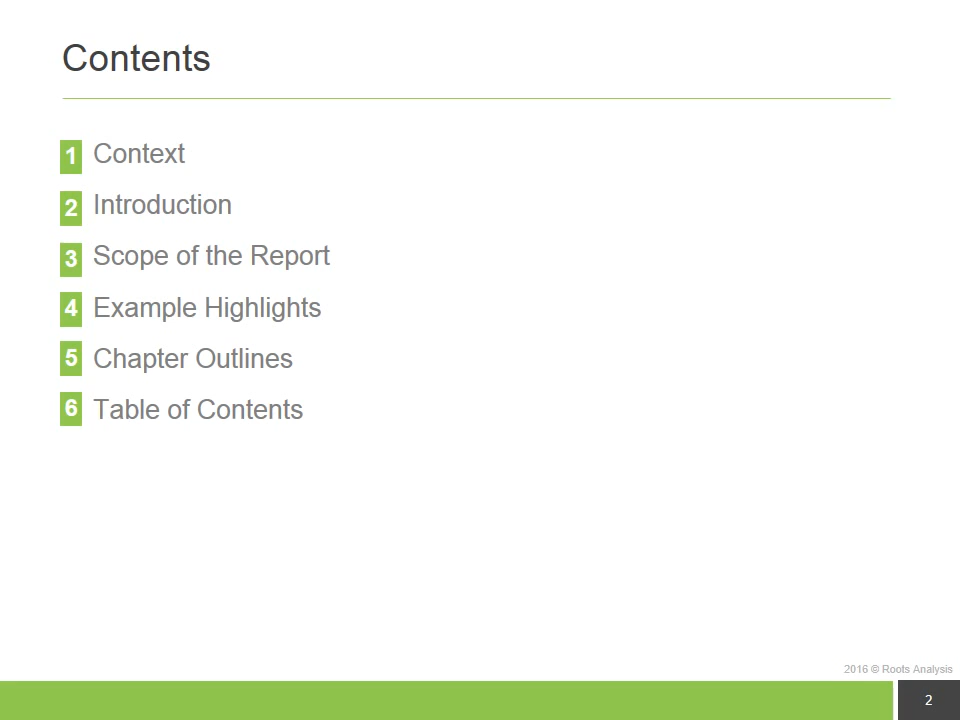 Contents
1 Context
2 Introduction
3 Scope of the Report
4 Example Highlights
5 Chapter Outlines
6 Table of Contents
2016 © Roots Analysis
2